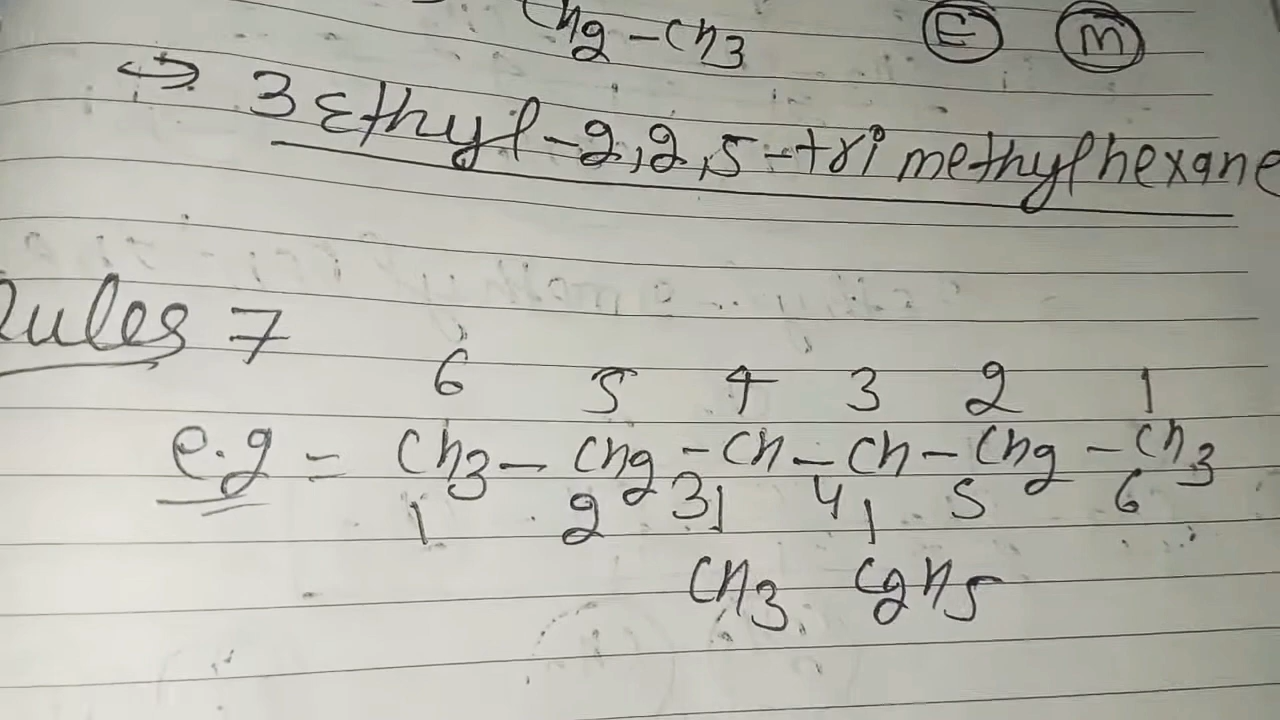 CH2-CH3 E M
→ 3 Ethyl-2,2,5-trimethylhexane
Rules 7
6 5 4 3 2 1
e.g = CH3-CH2-CH-CH-CH2-CH3
1 2 3 4 5 6
CH3 C2H5